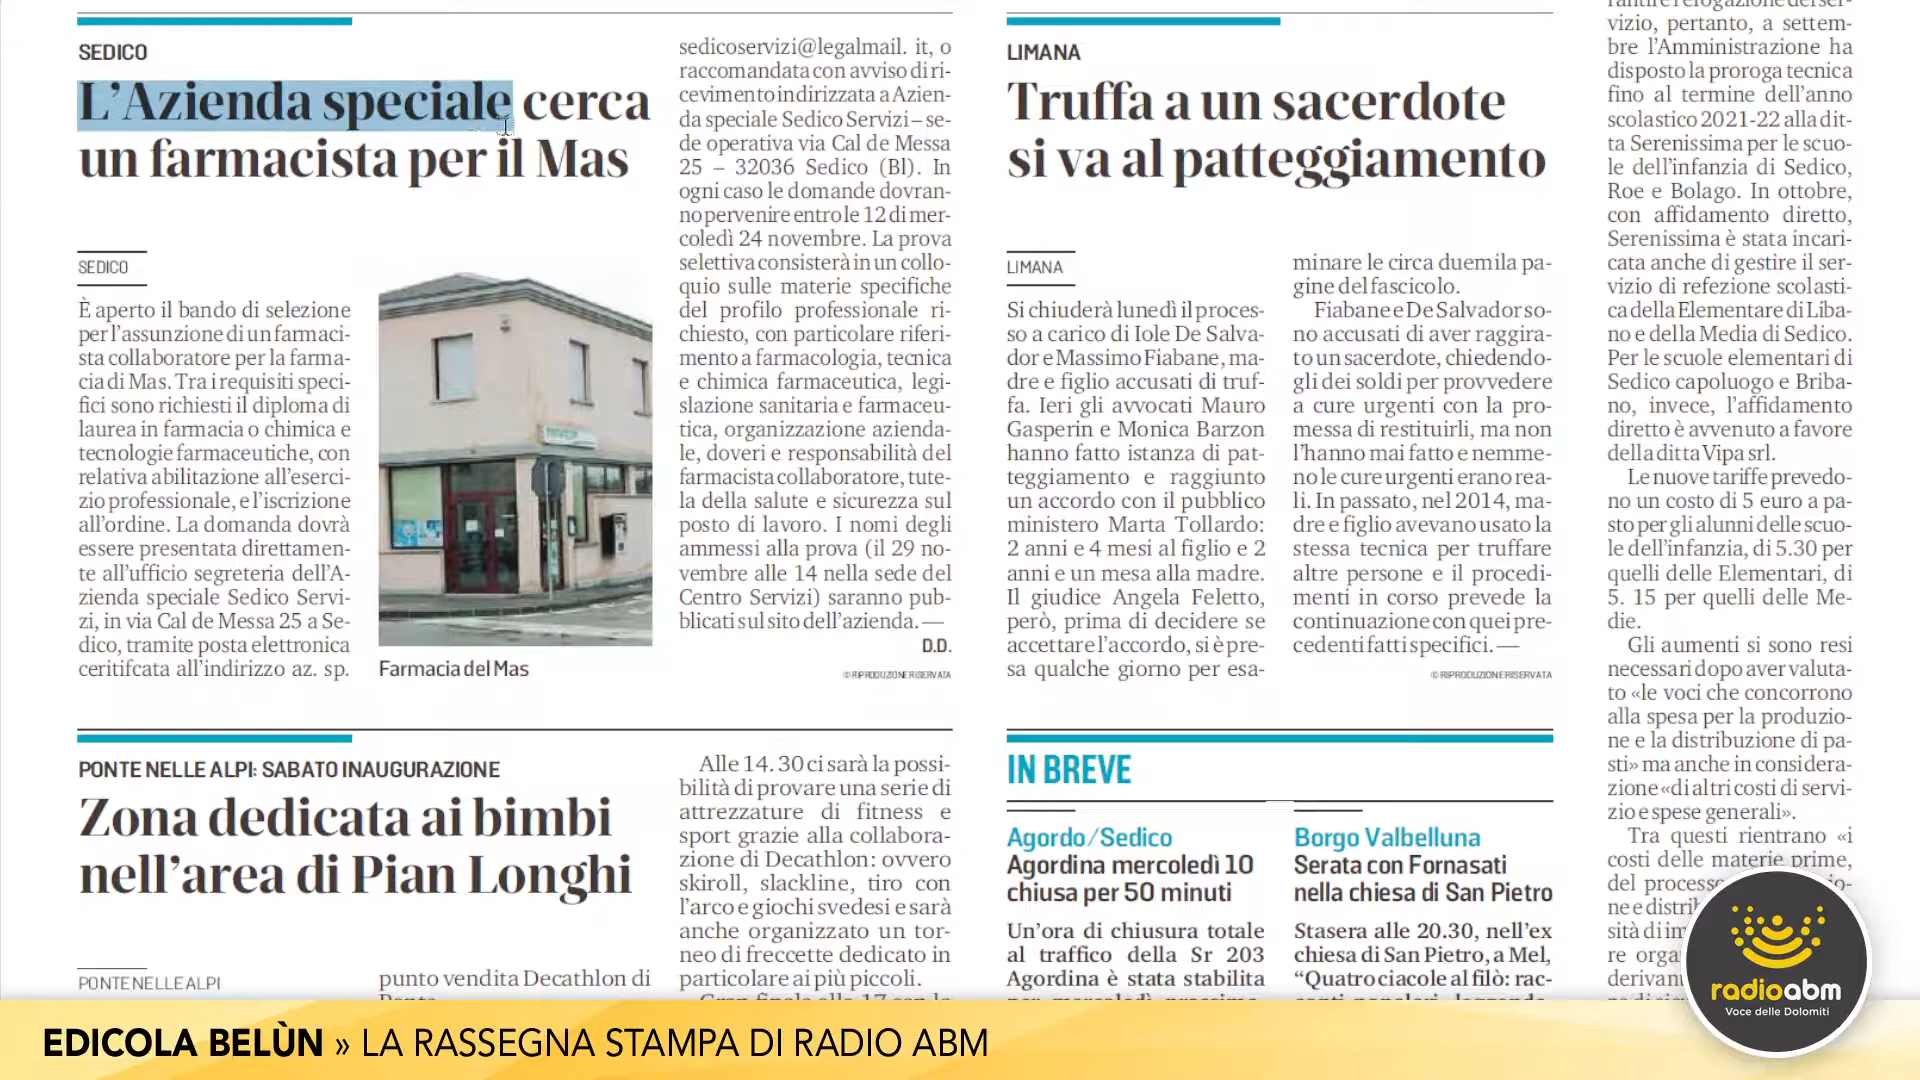 SEDICO
L’Azienda speciale cerca
un farmacista per il Mas
SEDICO
È aperto il bando di selezione
per l’assunzione di un farmaci-
sta collaboratore per la farma-
cia di Mas. Tra i requisiti speci-
fici sono richiesti il diploma di
laurea in farmacia o chimica e
tecnologie farmaceutiche, con
relativa abilitazione all’eserci-
zio professionale, e l’iscrizione
all’ordine. La domanda dovrà
essere presentata direttamen-
te all’ufficio segreteria dell’A-
zienda speciale Sedico Servi-
zi, in via Cal de Messa 25 a Se-
dico, tramite posta elettronica
ceritifcata all’indirizzo az. sp.
Farmacia del Mas
sedicoservizi@legalmail. it, o
raccomandata con avviso di ri-
cevimento indirizzata a Azien-
da speciale Sedico Servizi – se-
de operativa via Cal de Messa
25 – 32036 Sedico (Bl). In
ogni caso le domande dovran-
no pervenire entro le 12 di mer-
coledì 24 novembre. La prova
selettiva consisterà in un collo-
quio sulle materie specifiche
del profilo professionale ri-
chiesto, con particolare riferi-
mento a farmacologia, tecnica
e chimica farmaceutica, legi-
slazione sanitaria e farmaceu-
tica, organizzazione azienda-
le, doveri e responsabilità del
farmacista collaboratore, tute-
la della salute e sicurezza sul
posto di lavoro. I nomi degli
ammessi alla prova (il 29 no-
vembre alle 14 nella sede del
Centro Servizi) saranno pub-
blicati sul sito dell’azienda. —
D.D.
© RIPRODUZIONE RISERVATA
LIMANA
Truffa a un sacerdote
si va al patteggiamento
LIMANA
Si chiuderà lunedì il proces-
so a carico di Iole De Salva-
dor e Massimo Fiabane, ma-
dre e figlio accusati di truf-
fa. Ieri gli avvocati Mauro
Gasperin e Monica Barzon
hanno fatto istanza di pat-
teggiamento e raggiunto
un accordo con il pubblico
ministero Marta Tollardo:
2 anni e 4 mesi al figlio e 2
anni e un mesa alla madre.
Il giudice Angela Feletto,
però, prima di decidere se
accettare l’accordo, si è pre-
sa qualche giorno per esa-
minare le circa duemila pa-
gine del fascicolo.
Fiabane e De Salvador so-
no accusati di aver raggira-
to un sacerdote, chiedendo-
gli dei soldi per provvedere
a cure urgenti con la pro-
messa di restituirli, ma non
l’hanno mai fatto e nemme-
no le cure urgenti erano rea-
li. In passato, nel 2014, ma-
dre e figlio avevano usato la
stessa tecnica per truffare
altre persone e il procedi-
menti in corso prevede la
continuazione con quei pre-
cedenti fatti specifici. —
© RIPRODUZIONE RISERVATA
vizio, pertanto, a settem-
bre l’Amministrazione ha
disposto la proroga tecnica
fino al termine dell’anno
scolastico 2021-22 alla dit-
ta Serenissima per le scuo-
le dell’infanzia di Sedico,
Roe e Bolago. In ottobre,
con affidamento diretto,
Serenissima è stata incari-
cata anche di gestire il ser-
vizio di refezione scolasti-
ca della Elementare di Liba-
no e della Media di Sedico.
Per le scuole elementari di
Sedico capoluogo e Briba-
no, invece, l’affidamento
diretto è avvenuto a favore
della ditta Vipa srl.
Le nuove tariffe prevedo-
no un costo di 5 euro a pa-
sto per gli alunni delle scuo-
le dell’infanzia, di 5.30 per
quelli delle Elementari, di
5. 15 per quelli delle Me-
die.
Gli aumenti si sono resi
necessari dopo aver valuta-
to «le voci che concorrono
alla spesa per la produzio-
ne e la distribuzione di pa-
sti» ma anche in considera-
zione «di altri costi di servi-
zio e spese generali».
Tra questi rientrano «i
costi delle materie prime,
del
ne e
sità di
re
PONTE NELLE ALPI: SABATO INAUGURAZIONE
Zona dedicata ai bimbi
nell’area di Pian Longhi
PONTE NELLE ALPI
punto vendita Decathlon di
Alle 14. 30 ci sarà la possi-
bilità di provare una serie di
attrezzature di fitness e
sport grazie alla collabora-
zione di Decathlon: ovvero
skiroll, slackline, tiro con
l’arco e giochi svedesi e sarà
anche organizzato un tor-
neo di freccette dedicato in
particolare ai più piccoli.
IN BREVE
Agordo/Sedico
Agordina mercoledì 10
chiusa per 50 minuti
Un’ora di chiusura totale
al traffico della Sr 203
Agordina è stata stabilita
Borgo Valbelluna
Serata con Fornasati
nella chiesa di San Pietro
Stasera alle 20.30, nell’ex
chiesa di San Pietro, a Mel,
“Quatro ciacole al filò: rac-
radioabm
Voce delle Dolomiti
EDICOLA BELÙN » LA RASSEGNA STAMPA DI RADIO ABM